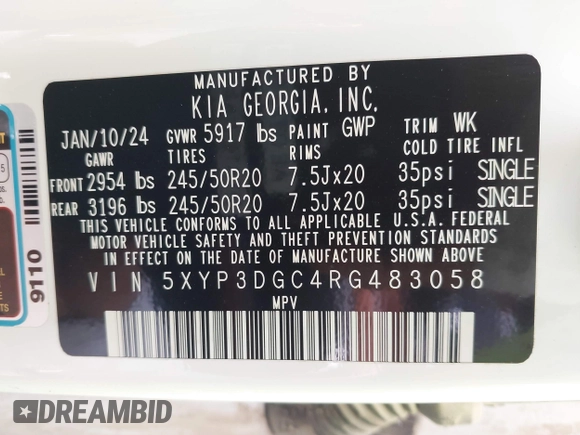 MANUFACTURED BY
KIA GEORGIA, INC.
JAN/10/24 GVWR 5917 lbs PAINT GWP TRIM WK
GAWR TIRES RIMS COLD TIRE INFL
FRONT 2954 lbs 245/50R20 7.5Jx20 35psi SINGLE
REAR 3196 lbs 245/50R20 7.5Jx20 35psi SINGLE
THIS VEHICLE CONFORMS TO ALL APPLICABLE U.S.A. FEDERAL
MOTOR VEHICLE SAFETY AND THEFT PREVENTION STANDARDS
IN EFFECT ON THE DATE OF MANUFACTURE SHOWN ABOVE
VIN 5XYP3DGC4RG483058
MPV
9110
DREAMBID